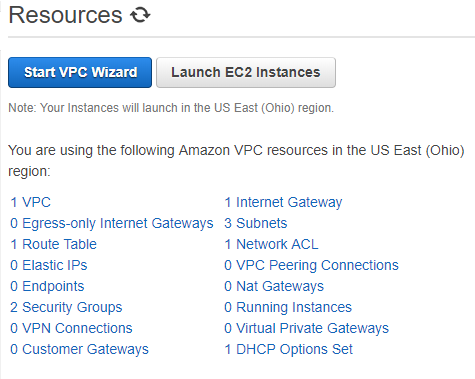 Resources
Start VPC Wizard Launch EC2 Instances
Note: Your Instances will launch in the US East (Ohio) region.
You are using the following Amazon VPC resources in the US East (Ohio)
region:
1 VPC 1 Internet Gateway
0 Egress-only Internet Gateways 3 Subnets
1 Route Table 1 Network ACL
0 Elastic IPs 0 VPC Peering Connections
0 Endpoints 0 Nat Gateways
2 Security Groups 0 Running Instances
0 VPN Connections 0 Virtual Private Gateways
0 Customer Gateways 1 DHCP Options Set